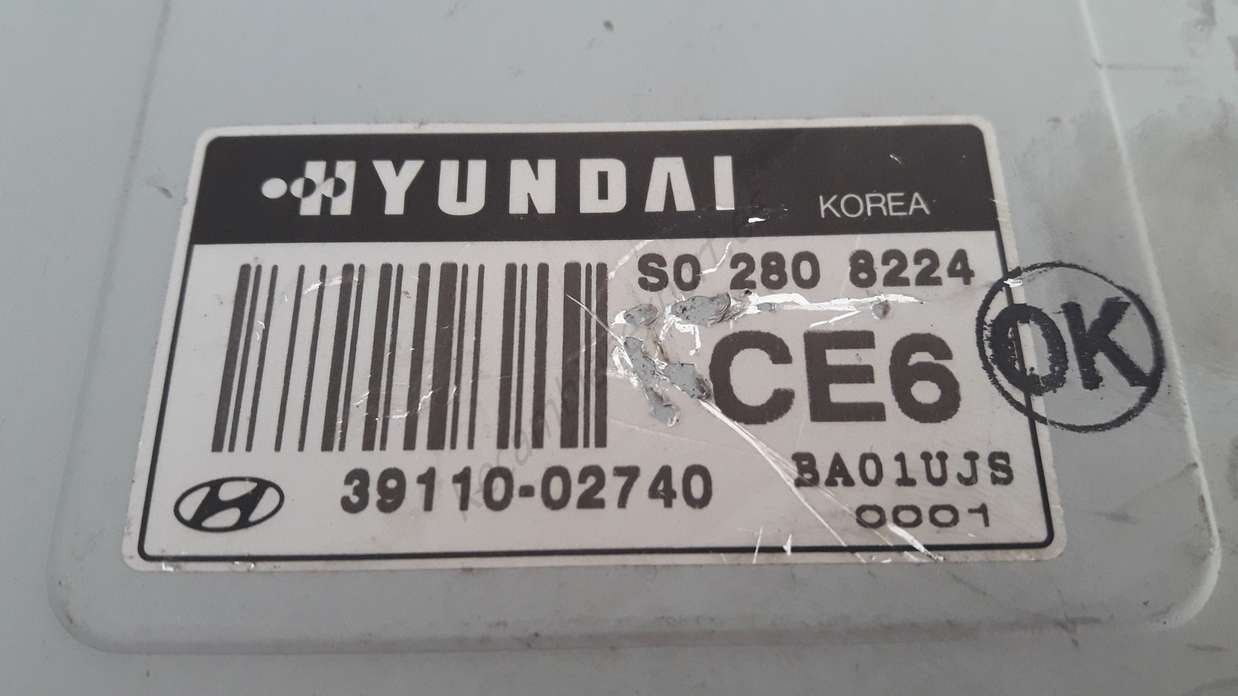 HYUNDAI KOREA
S0 280 8224
CE6
OK
39110-02740
BA01UJS
0001